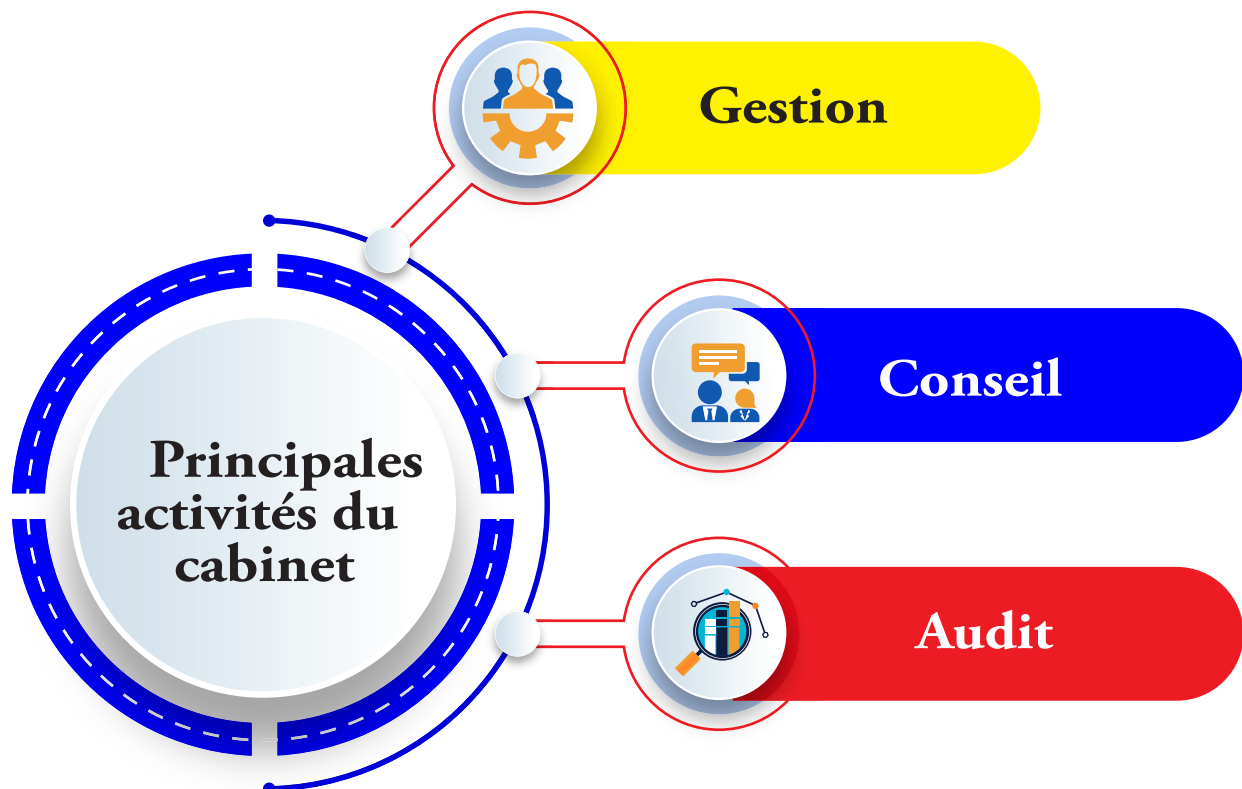 Gestion
Conseil
Principales
activités du
cabinet
Audit